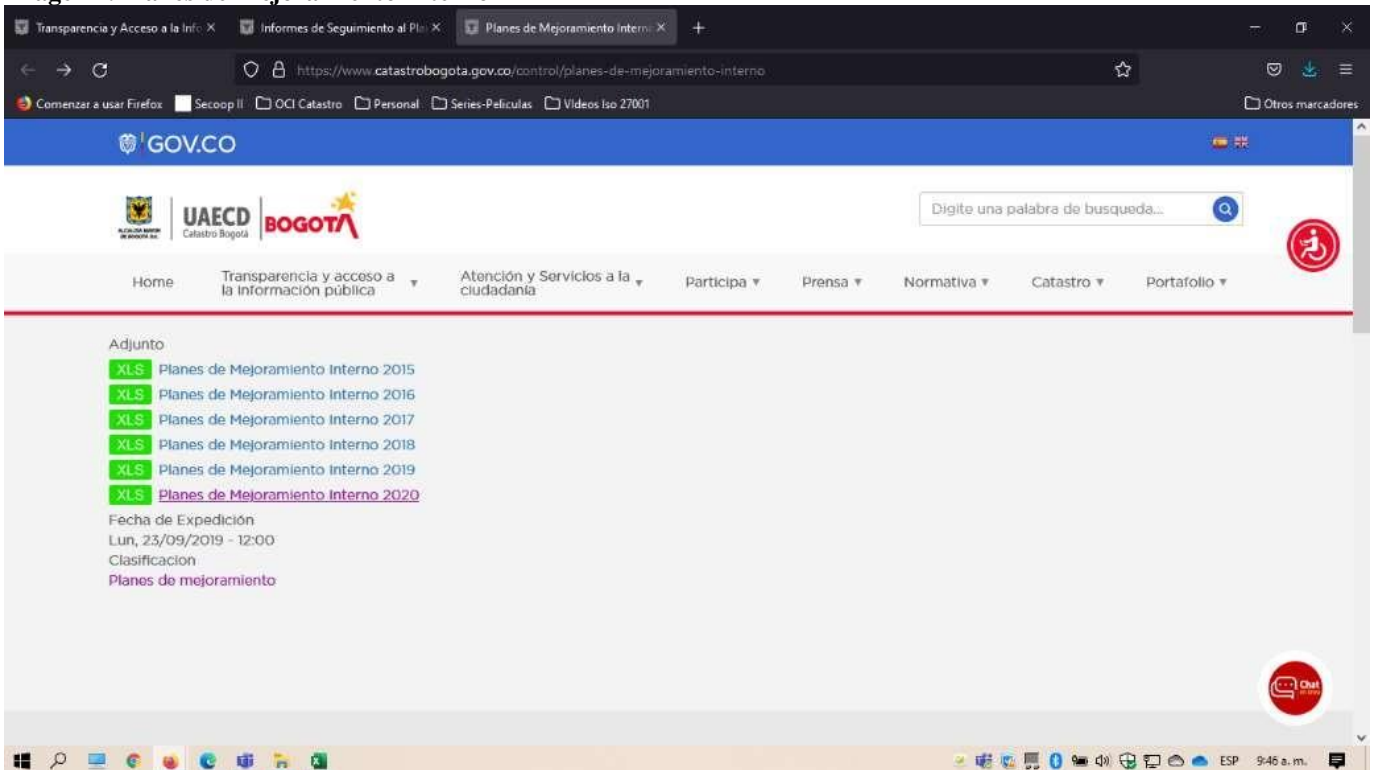 Transparencia y Acceso a la Info
Informes de Seguimiento al Pla
Planes de Mejoramiento Intern
https://www.catastrobogota.gov.co/control/planes-de-mejoramiento-interno
Comenzar a usar Firefox
Secoop II
OCI Catastro
Personal
Series-Peliculas
VIdeos Iso 27001
Otros marcadores
GOV.CO
UAECD
Catastro Bogotá
BOGOTÁ
Digite una palabra de busqueda...
Home
Transparencia y acceso a
la información pública
Atención y Servicios a la
ciudadanía
Participa
Prensa
Normativa
Catastro
Portafolio
Adjunto
XLS Planes de Mejoramiento Interno 2015
XLS Planes de Mejoramiento Interno 2016
XLS Planes de Mejoramiento Interno 2017
XLS Planes de Mejoramiento Interno 2018
XLS Planes de Mejoramiento Interno 2019
XLS Planes de Mejoramiento Interno 2020
Fecha de Expedición
Lun, 23/09/2019 - 12:00
Clasificacion
Planes de mejoramiento
Chat
ESP 9:46 a. m.